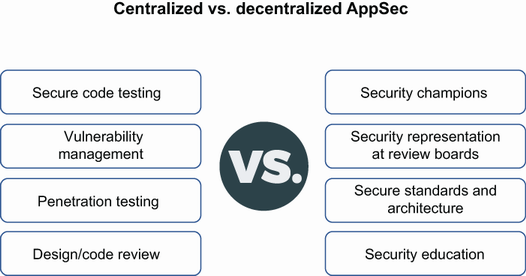 Centralized vs. decentralized AppSec
Secure code testing
Vulnerability
management
Penetration testing
Design/code review
VS.
Security champions
Security representation
at review boards
Secure standards and
architecture
Security education